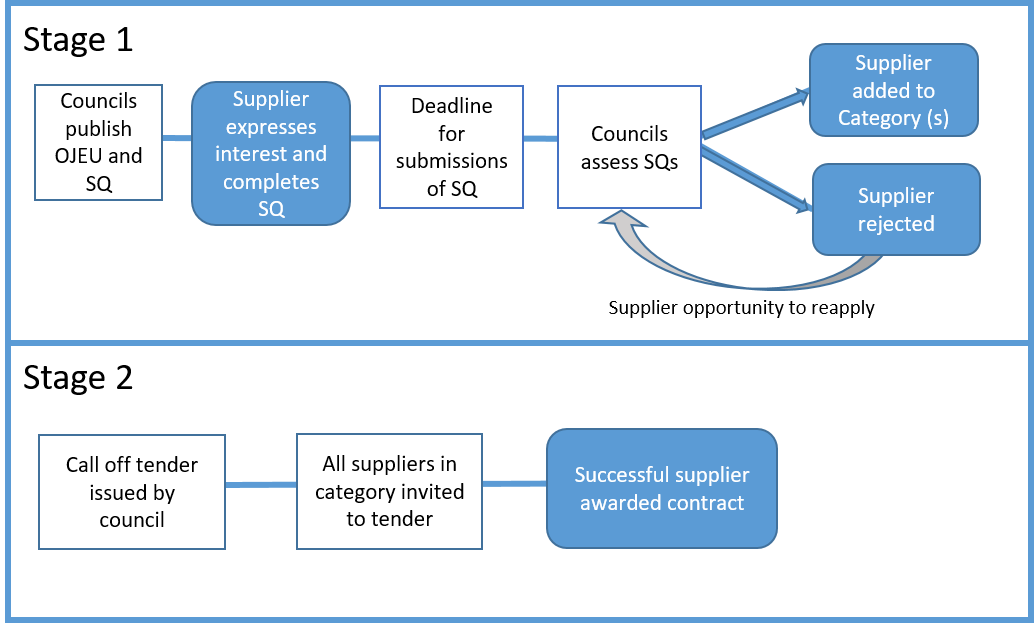 Stage 1
Councils
publish
OJEU and
SQ
Supplier
expresses
interest and
completes
SQ
Deadline
for
submissions
of SQ
Councils
assess SQs
Supplier
added to
Category (s)
Supplier
rejected
Supplier opportunity to reapply
Stage 2
Call off tender
issued by
council
All suppliers in
category invited
to tender
Successful supplier
awarded contract